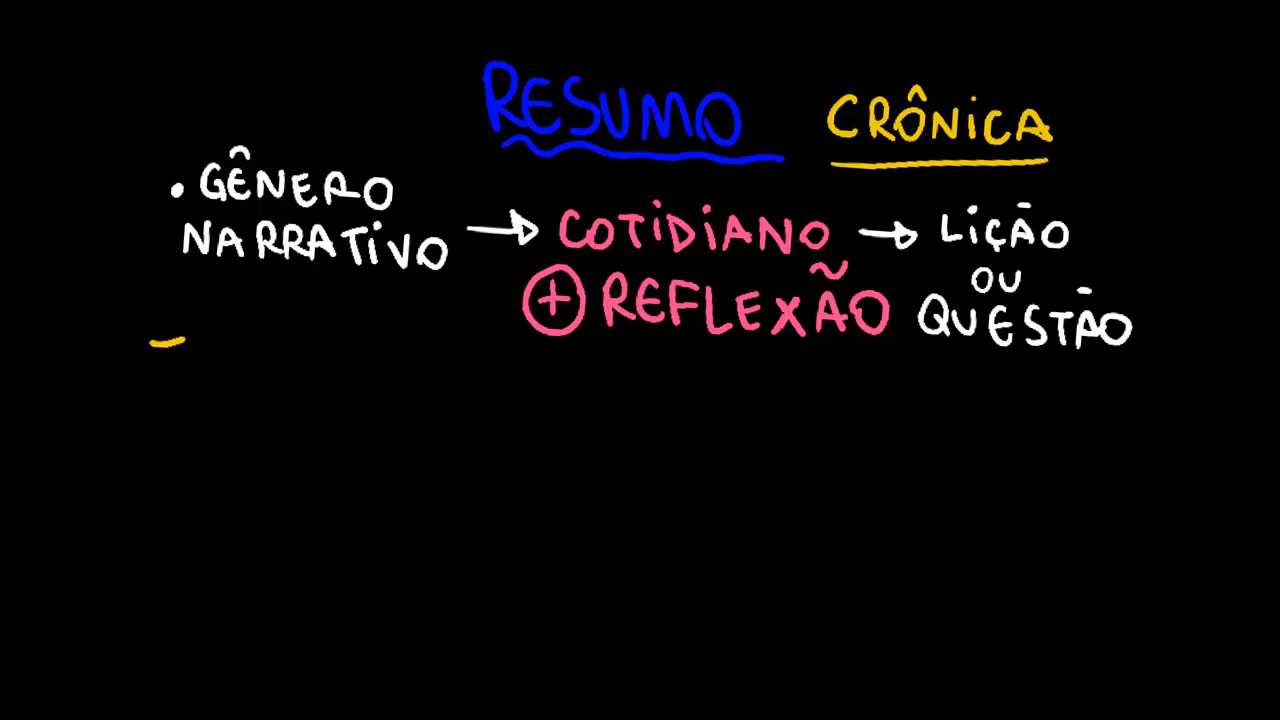 RESUMO CRÔNICA
• GÊNERO
NARRATIVO → COTIDIANO → LIÇÃO
OU
⊕ REFLEXÃO QUESTÃO